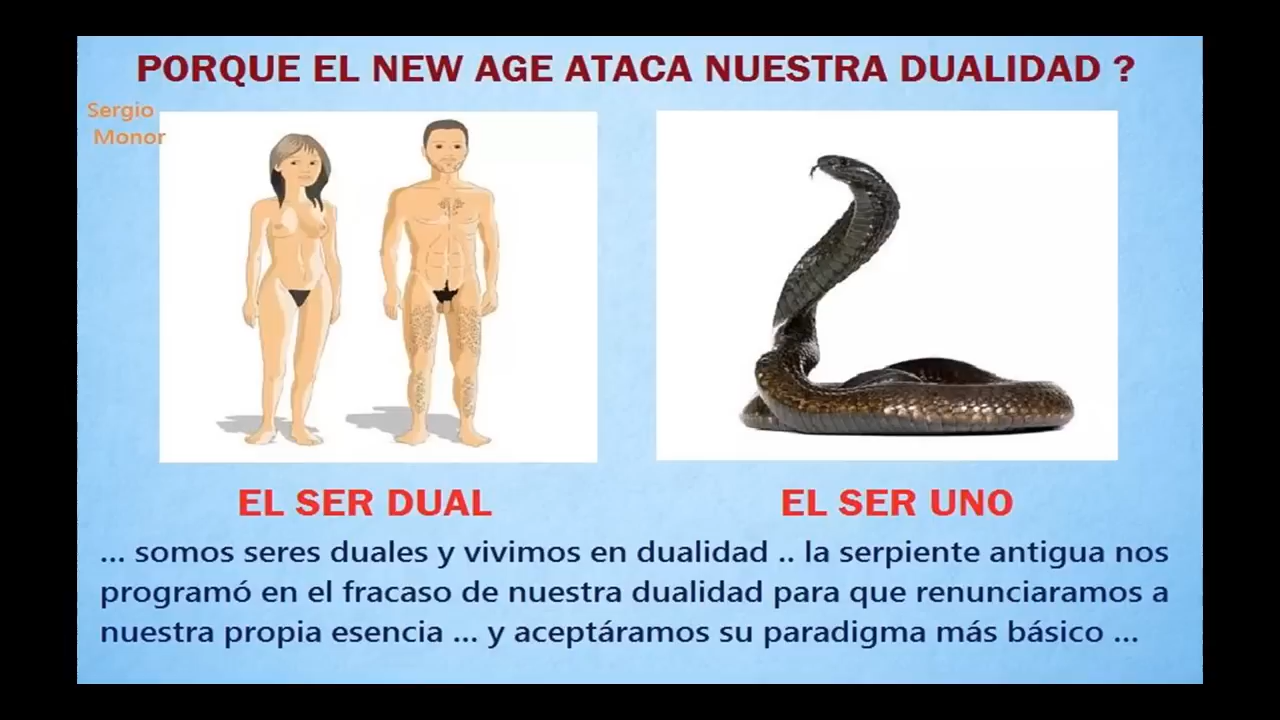 PORQUE EL NEW AGE ATACA NUESTRA DUALIDAD ?
Sergio
Monor
EL SER DUAL
EL SER UNO
... somos seres duales y vivimos en dualidad .. la serpiente antigua nos
programó en el fracaso de nuestra dualidad para que renunciaramos a
nuestra propia esencia ... y aceptáramos su paradigma más básico ...